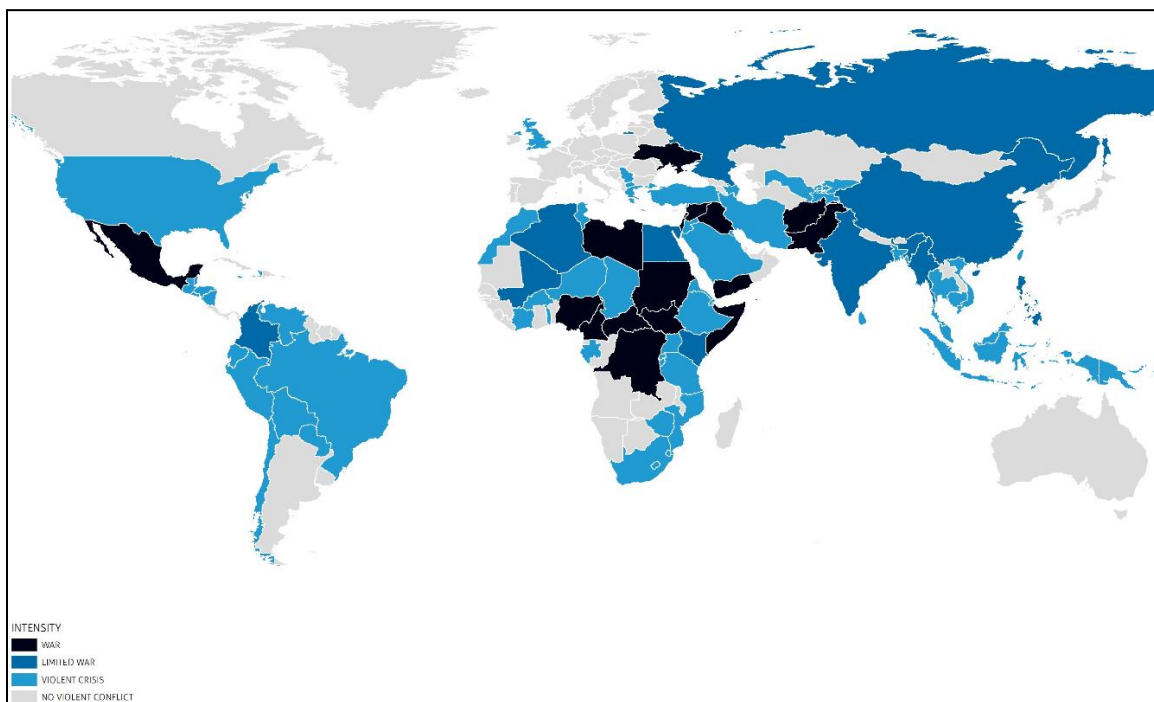 INTENSITY
WAR
LIMITED WAR
VIOLENT CRISIS
NO VIOLENT CONFLICT